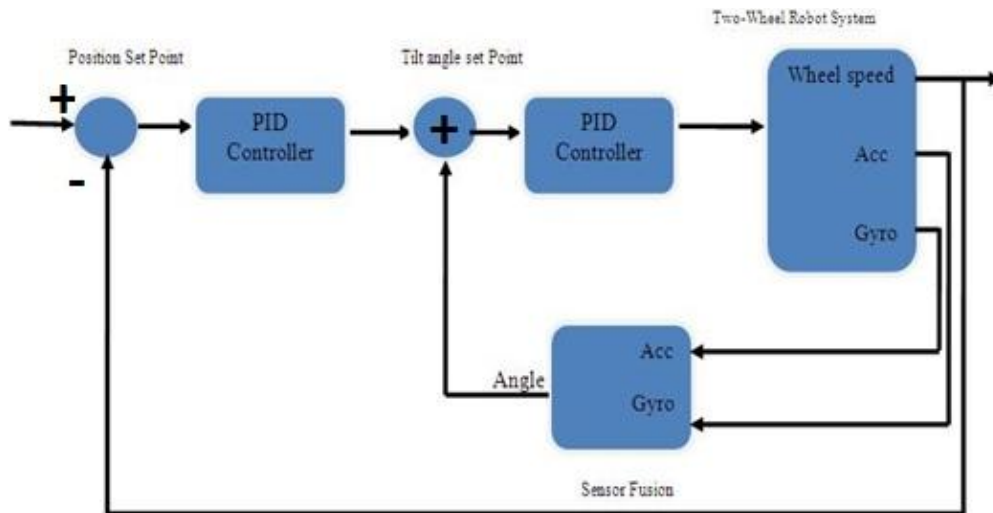 Two-Wheel Robot System
Position Set Point
Tilt angle set Point
+
-
PID
Controller
+
PID
Controller
Wheel speed
Acc
Gyro
Acc
Gyro
Angle
Sensor Fusion